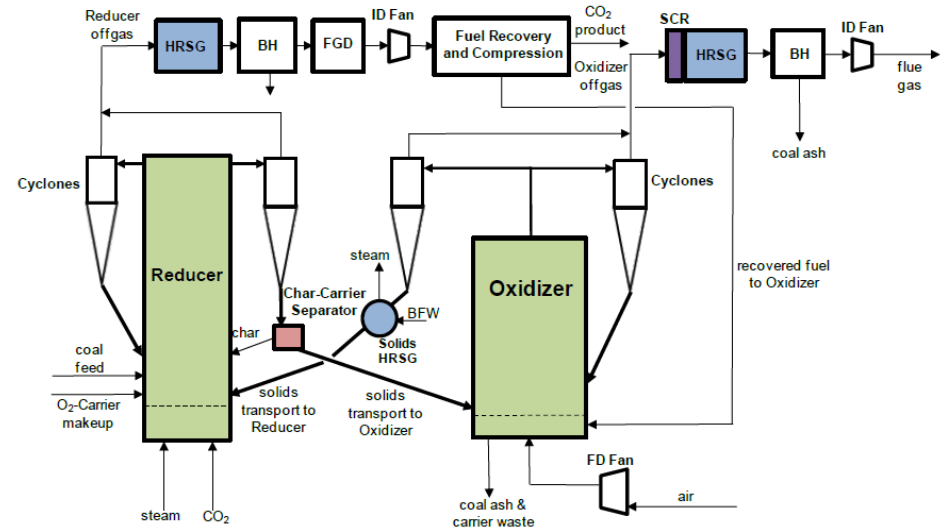 Reducer
offgas
HRSG
BH
FGD
ID Fan
Fuel Recovery
and Compression
CO2
product
Oxidizer
offgas
SCR
HRSG
BH
ID Fan
flue
gas
coal ash
Cyclones
Reducer
steam
Char-Carrier
Separator
char
BFW
Solids
HRSG
Oxidizer
Cyclones
recovered fuel
to Oxidizer
coal
feed
O2-Carrier
makeup
solids
transport to
Reducer
solids
transport to
Oxidizer
FD Fan
air
steam
CO2
coal ash &
carrier waste